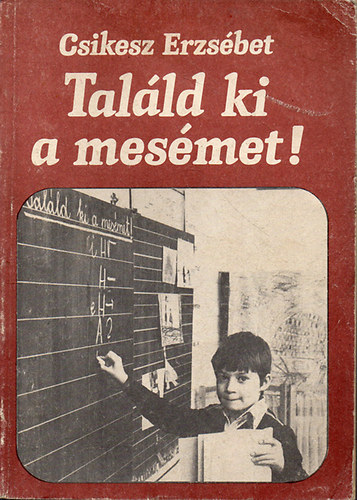 Csikesz Erzsébet
Találd ki
a mesémet!
Találd ki a mesémet!